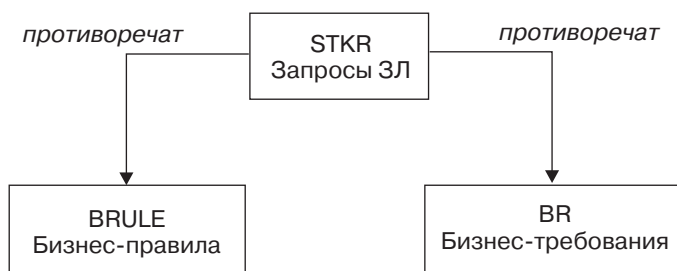 противоречат
STKR
Запросы ЗЛ
противоречат
BRULE
Бизнес-правила
BR
Бизнес-требования